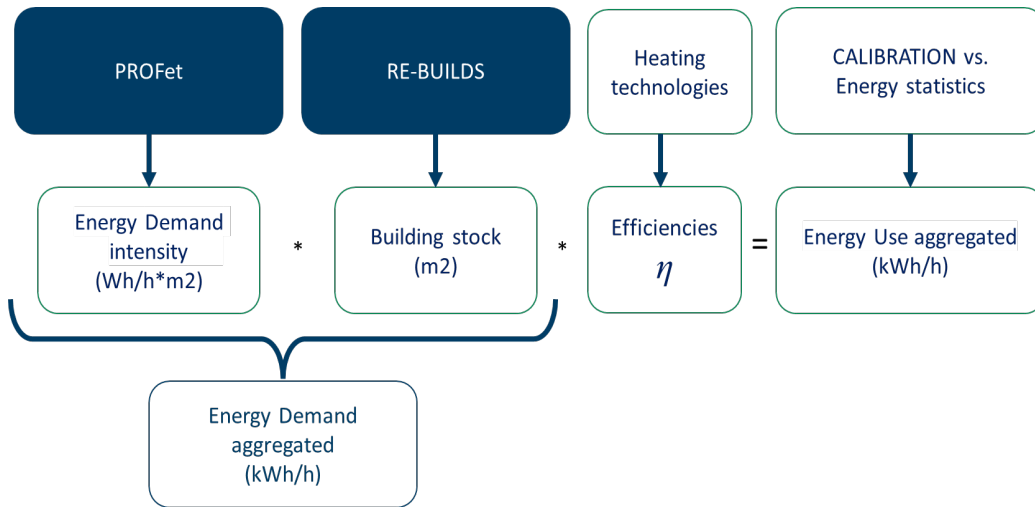 PROFet
RE-BUILDS
Heating
technologies
CALIBRATION vs.
Energy statistics
Energy Demand
intensity
(Wh/h*m2)
*
Building stock
(m2)
*
Efficiencies
η
=
Energy Use aggregated
(kWh/h)
Energy Demand
aggregated
(kWh/h)